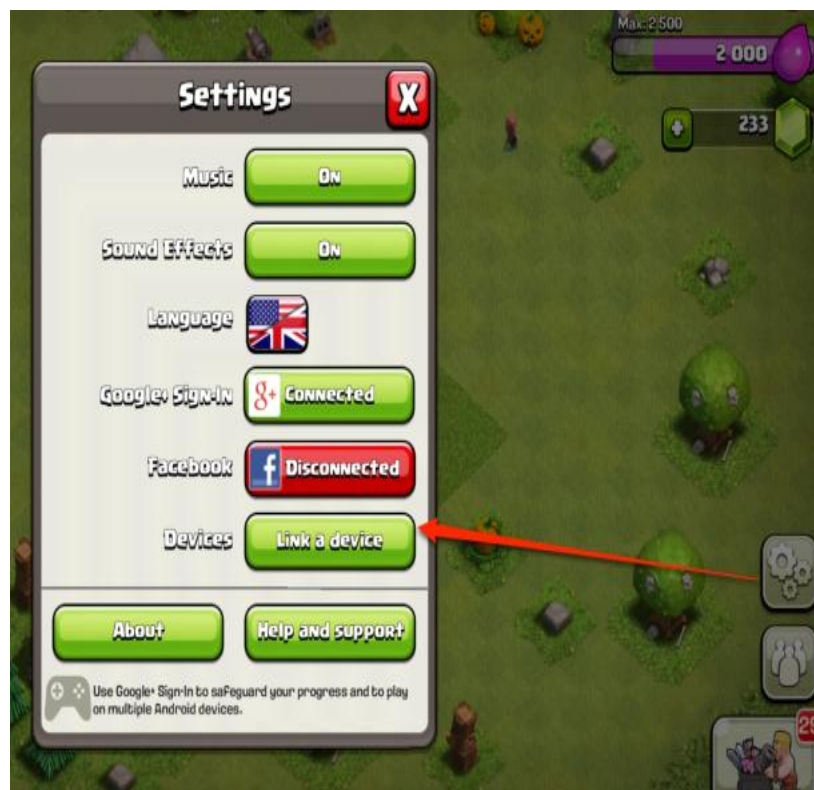 Max: 2 500
2 000
233
Settings
X
Music
On
Sound Effects
On
Language
Google+ Sign-In
g+ Connected
Facebook
f Disconnected
Devices
Link a device
About
Help and support
Use Google+ Sign-In to safeguard your progress and to play
on multiple Android devices.
29